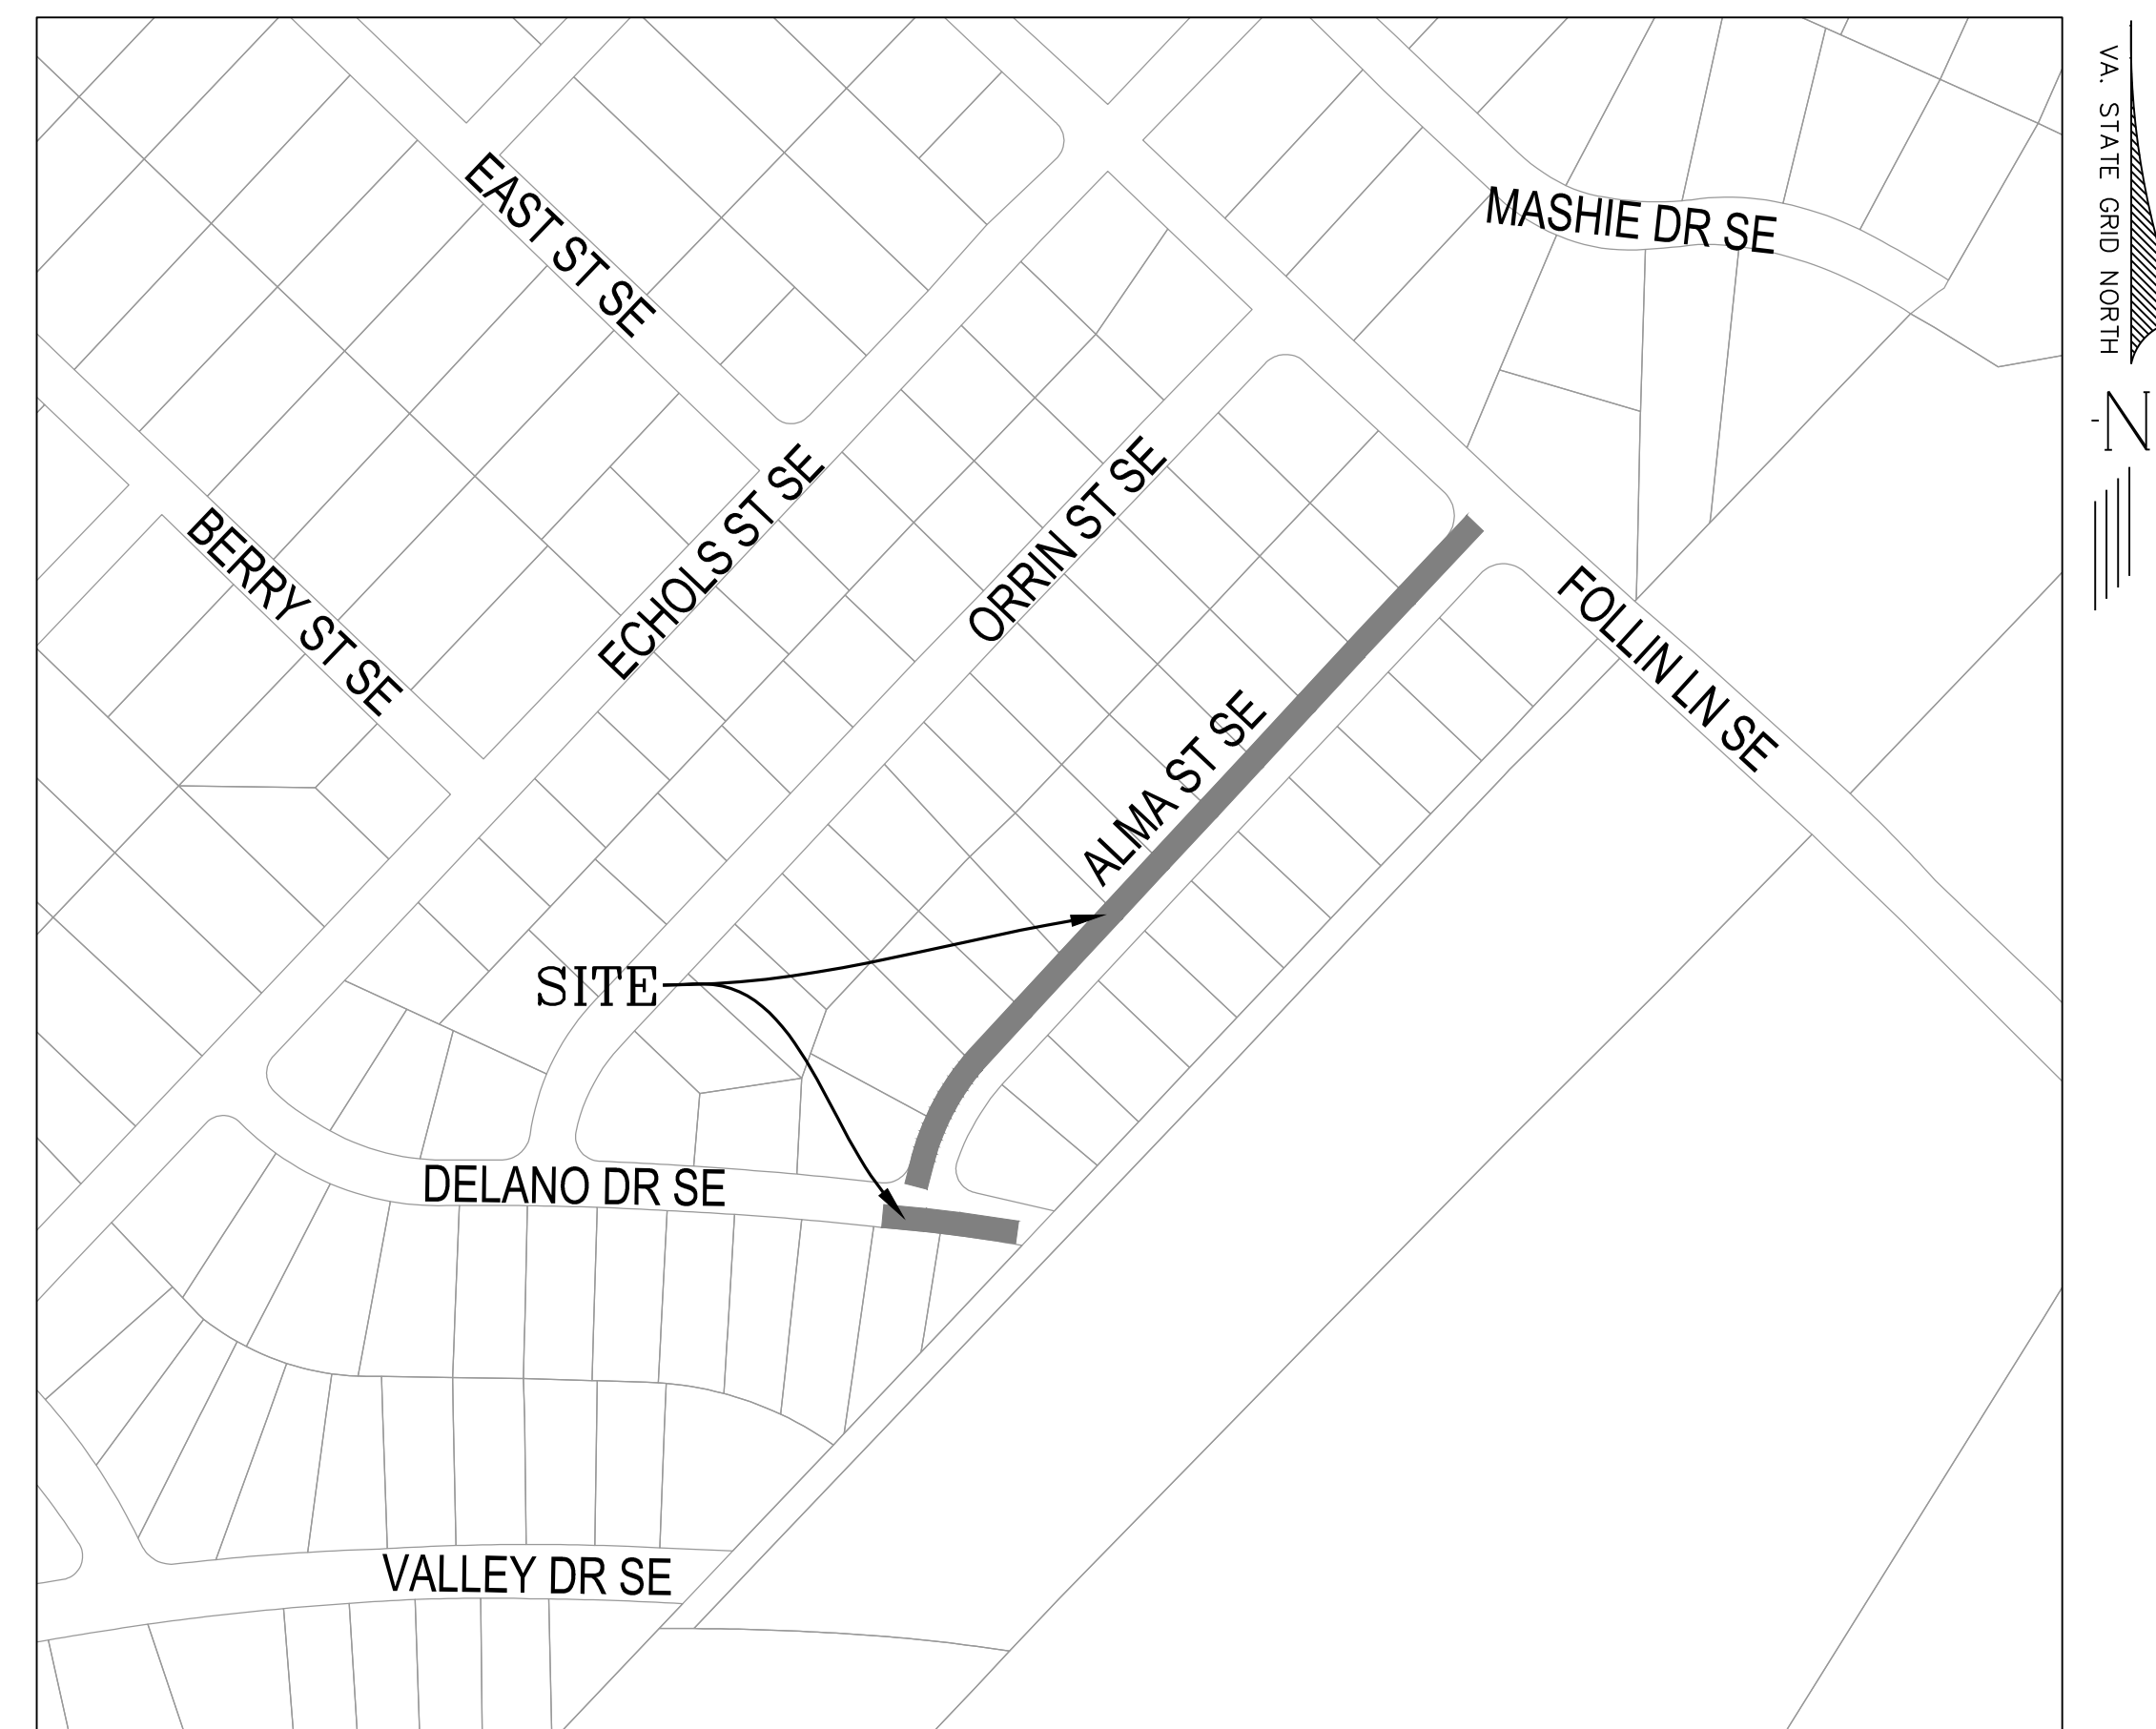 EAST ST SE
MASHIE DR SE
VA. STATE GRID NORTH
N
BERRY ST SE
ECHOLS ST SE
ORRIN ST SE
FOLLIN LN SE
ALMA ST SE
SITE
DELANO DR SE
VALLEY DR SE